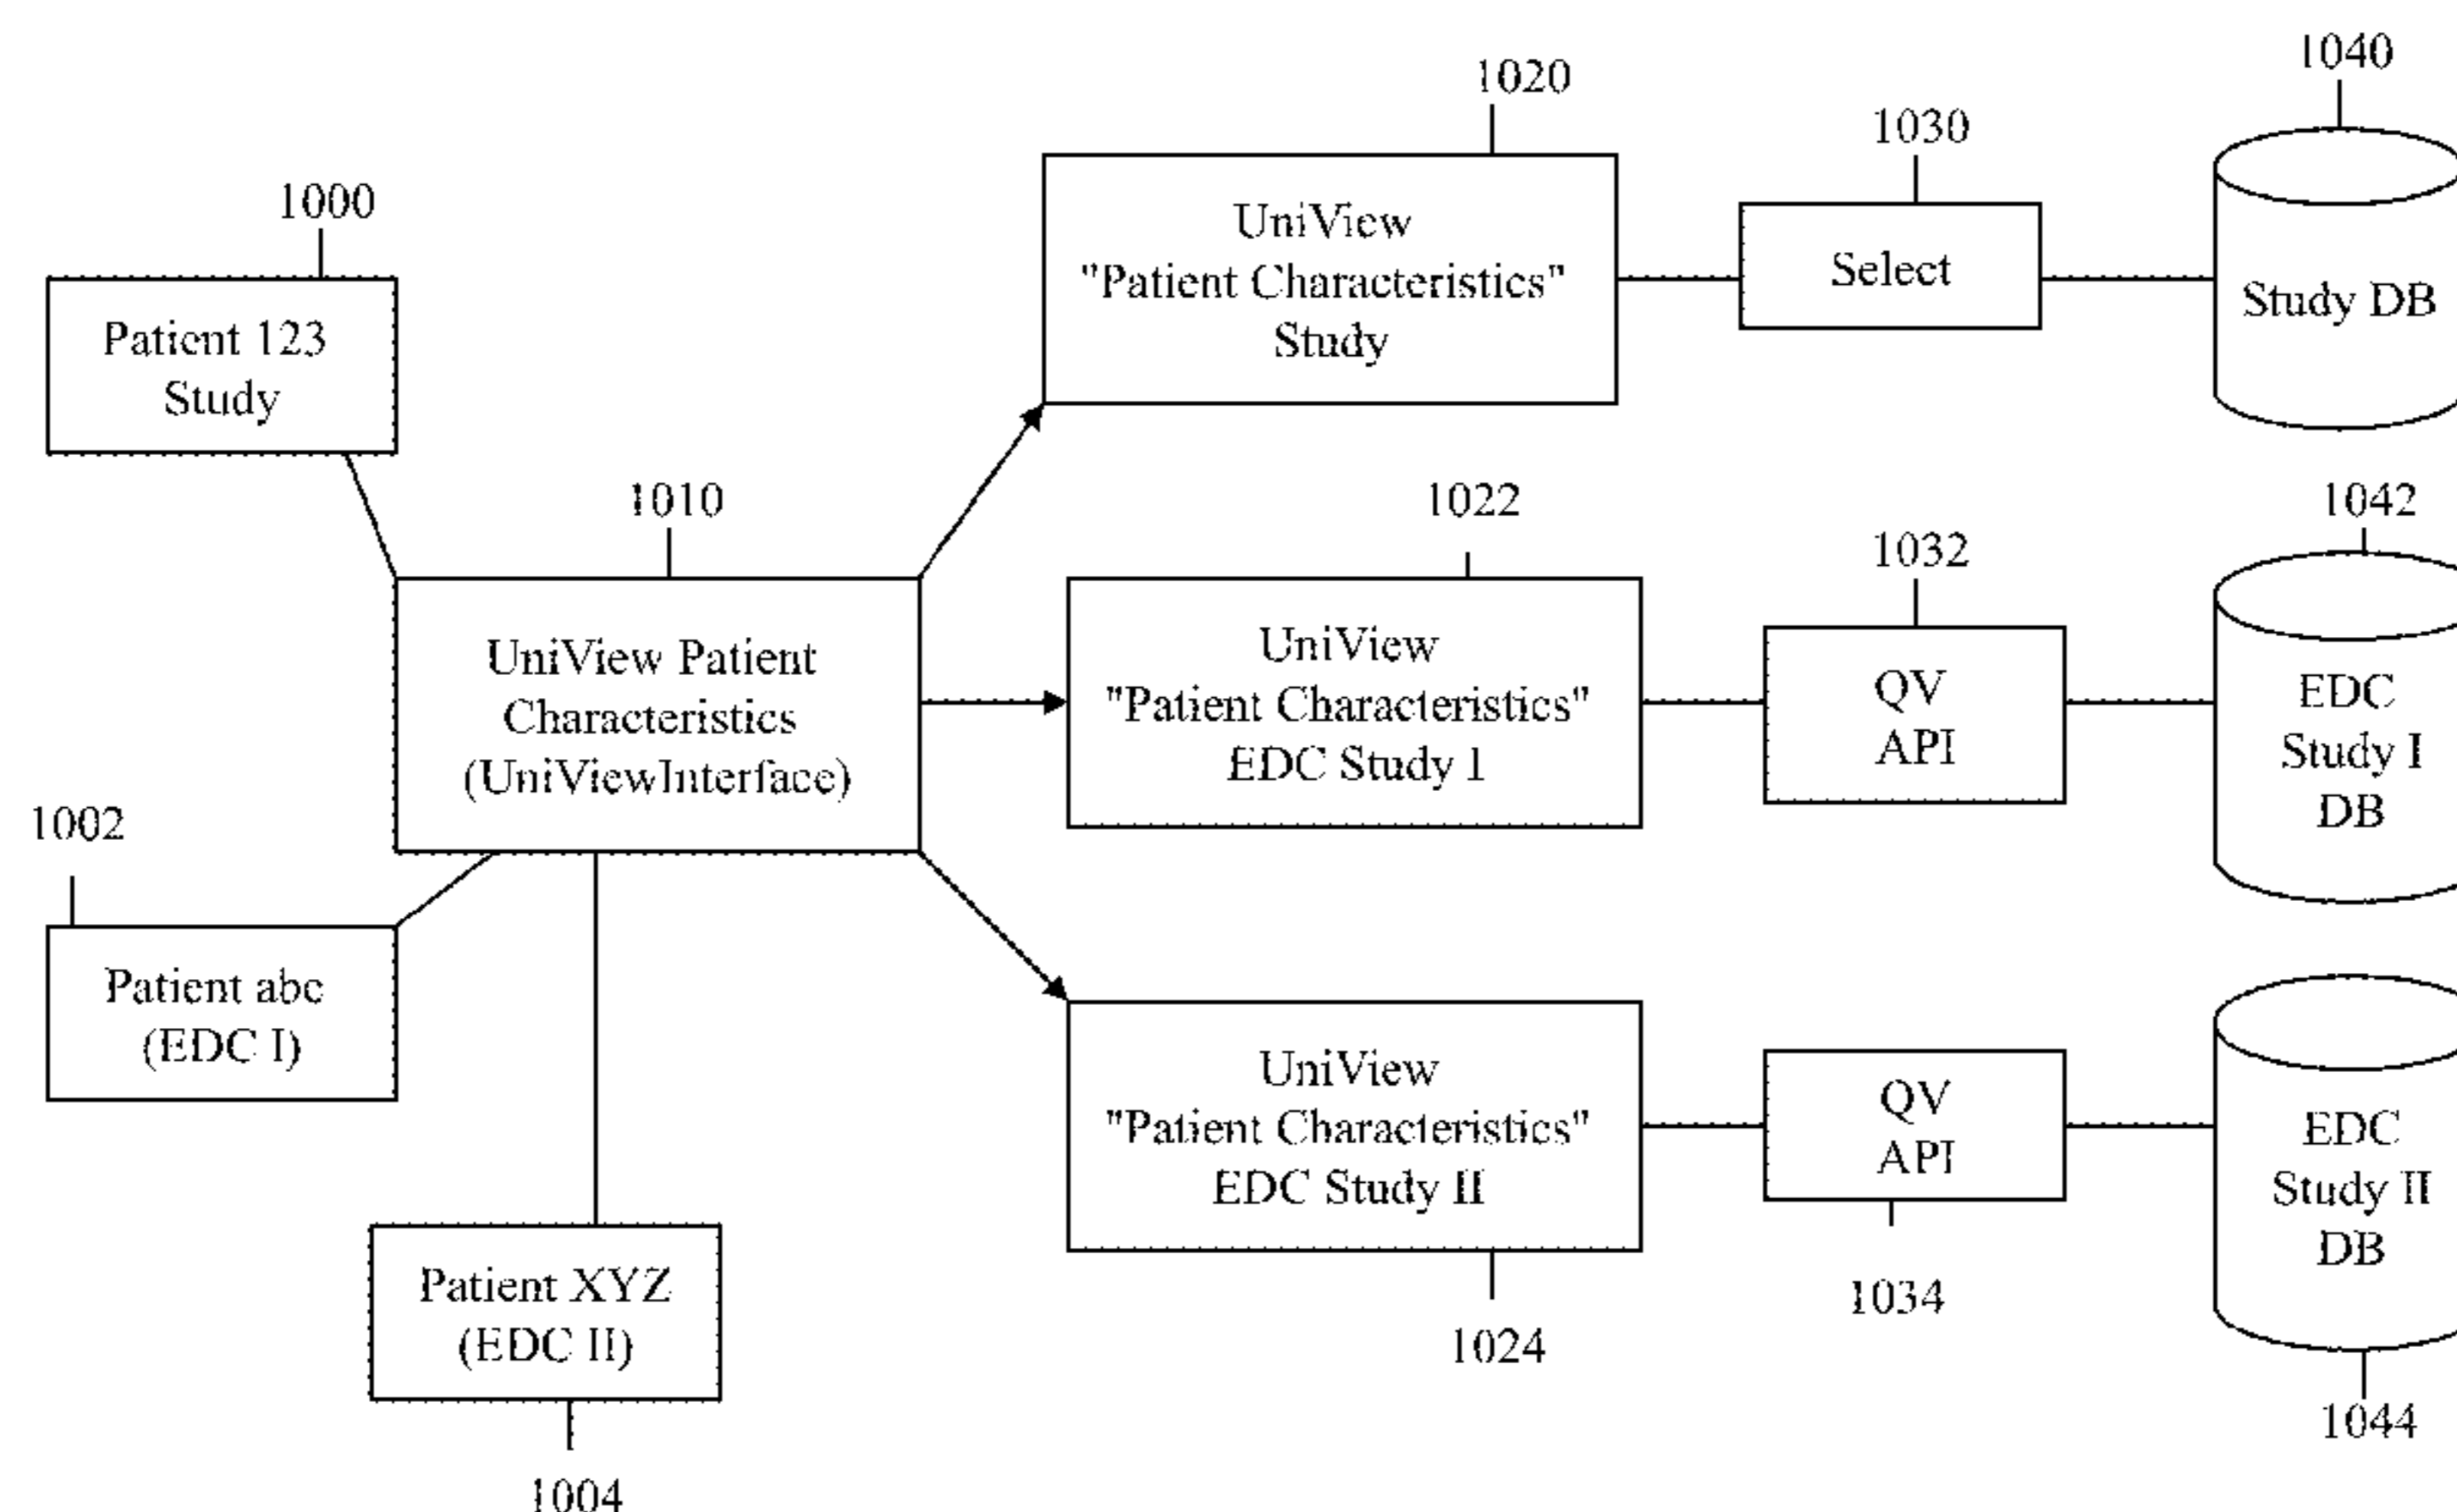 1040
1020
1030
1000
UniView
"Patient Characteristics"
Study
Select
Study DB
Patient 123
Study
1010
1022
1032
1042
UniView Patient
Characteristics
(UniViewInterface)
UniView
"Patient Characteristics"
EDC Study I
QV
API
EDC
Study I
DB
1002
Patient abc
(EDC I)
UniView
"Patient Characteristics"
EDC Study II
QV
API
EDC
Study II
DB
Patient XYZ
(EDC II)
1034
1024
1044
1004